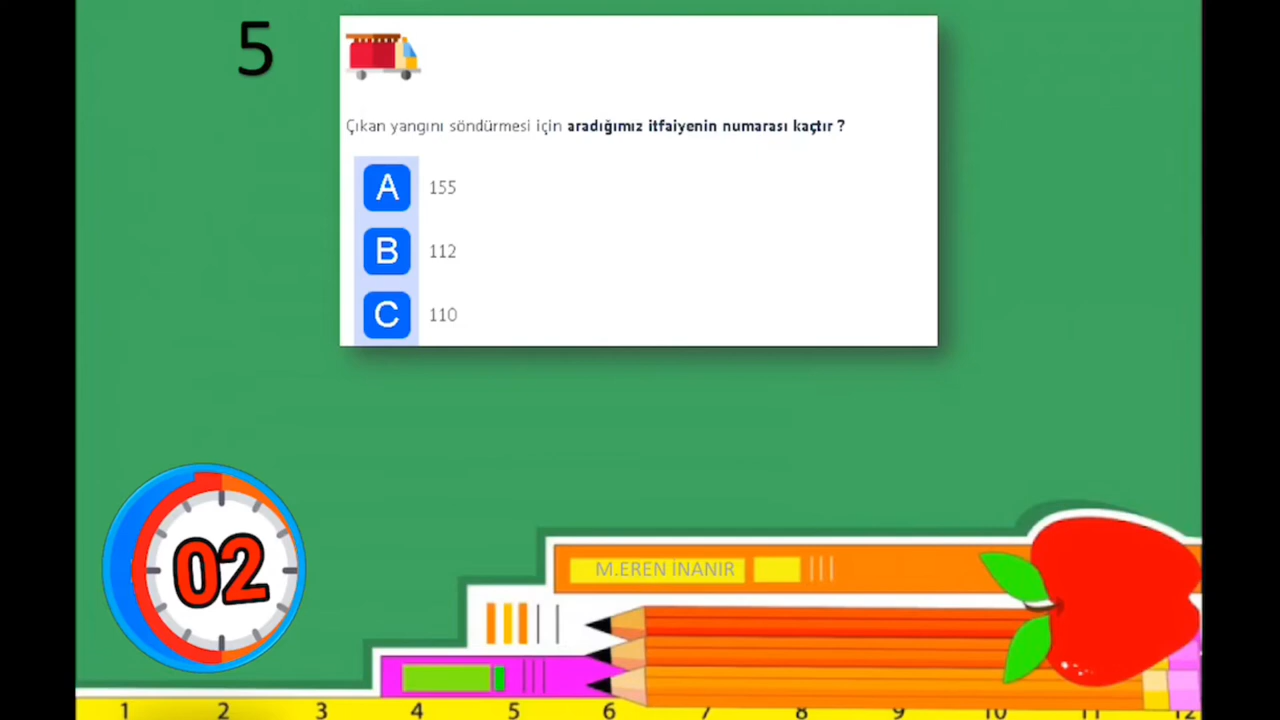 5
Çıkan yangını söndürmesi için aradığımız itfaiyenin numarası kaçtır ?
A 155
B 112
C 110
02
M.EREN İNANIR
1 2 3 4 5 6 7 8 9 10 11 12